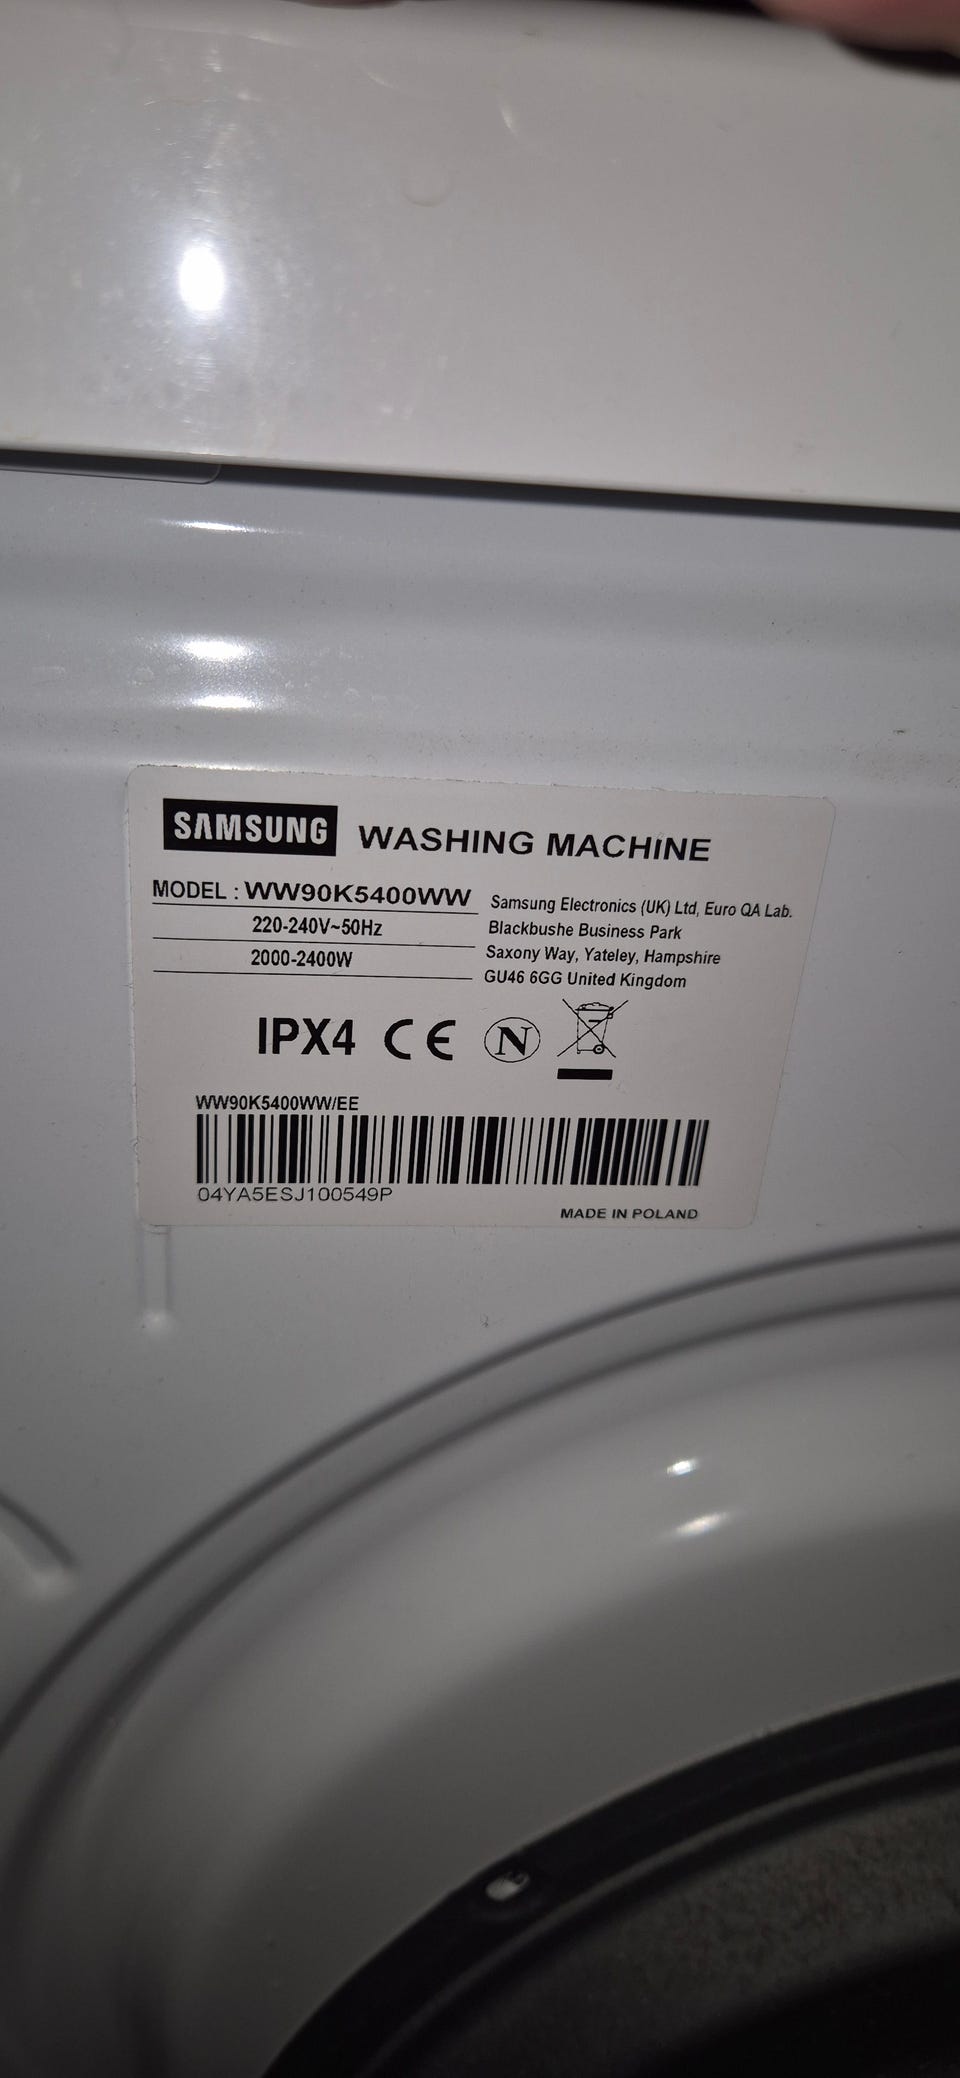 SAMSUNG WASHING MACHINE
MODEL : WW90K5400WW
220-240V~50Hz
2000-2400W
Samsung Electronics (UK) Ltd, Euro QA Lab.
Blackbushe Business Park
Saxony Way, Yateley, Hampshire
GU46 6GG United Kingdom
IPX4 CE N
WW90K5400WW/EE
04YA5ESJ100549P
MADE IN POLAND